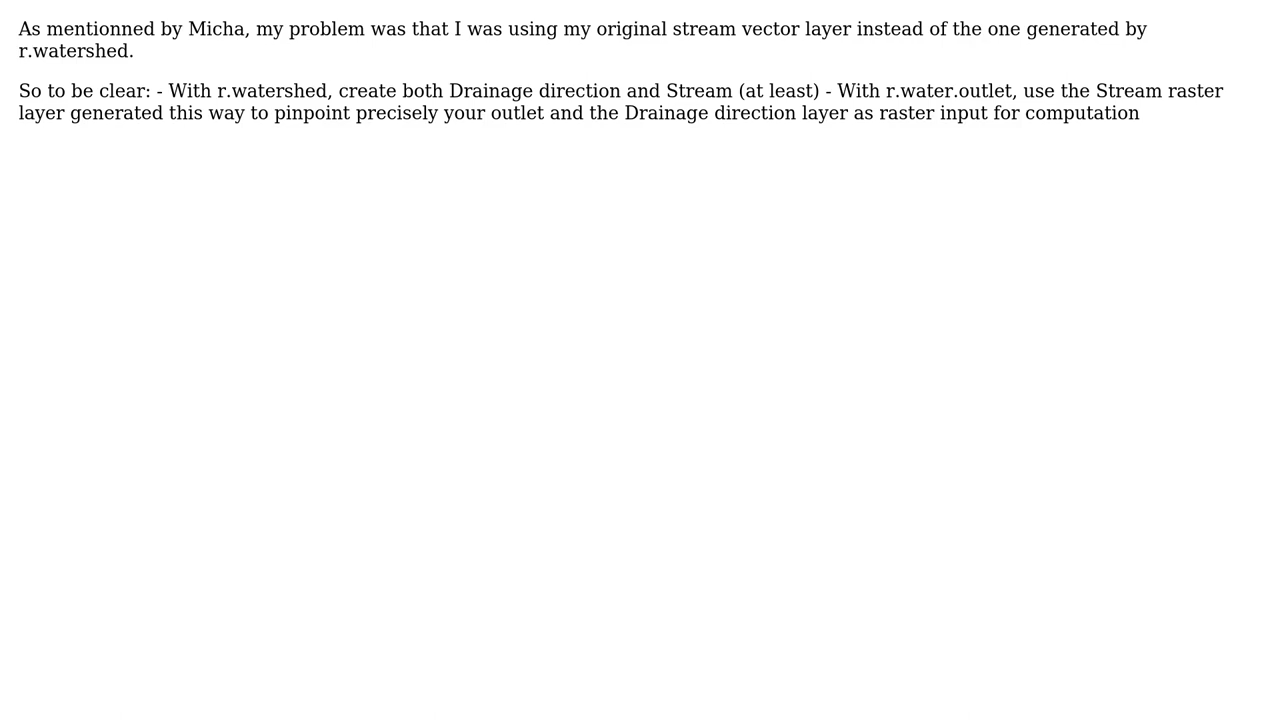 As mentionned by Micha, my problem was that I was using my original stream vector layer instead of the one generated by
r.watershed.
So to be clear: - With r.watershed, create both Drainage direction and Stream (at least) - With r.water.outlet, use the Stream raster
layer generated this way to pinpoint precisely your outlet and the Drainage direction layer as raster input for computation